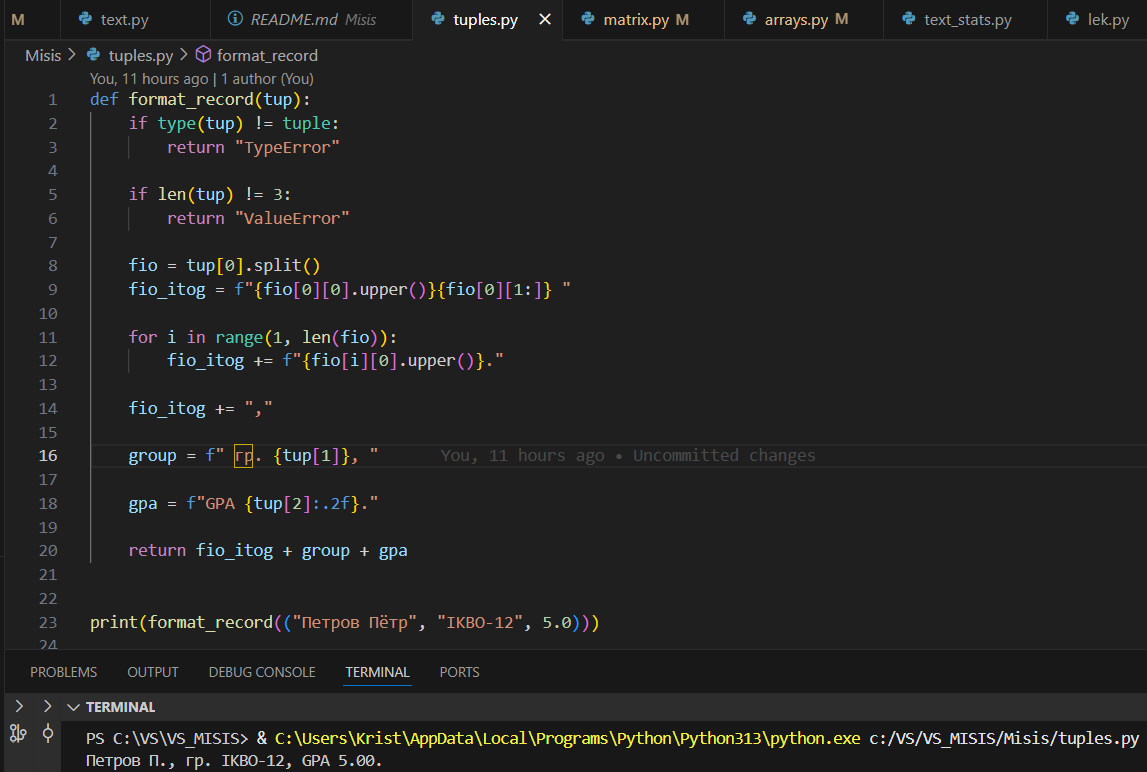 M text.py README.md Misis tuples.py matrix.py M arrays.py M text_stats.py lek.py
Misis > tuples.py > format_record
You, 11 hours ago | 1 author (You)
1 def format_record(tup):
2     if type(tup) != tuple:
3         return "TypeError"
4
5     if len(tup) != 3:
6         return "ValueError"
7
8     fio = tup[0].split()
9     fio_itog = f"{fio[0][0].upper()}{fio[0][1:]} "
10
11     for i in range(1, len(fio)):
12         fio_itog += f"{fio[i][0].upper()}."
13
14     fio_itog += ","
15
16     group = f" гр. {tup[1]}, " You, 11 hours ago • Uncommitted changes
17
18     gpa = f"GPA {tup[2]:.2f}."
19
20     return fio_itog + group + gpa
21
22
23 print(format_record(("Петров Пётр", "IKBO-12", 5.0)))
24
PROBLEMS OUTPUT DEBUG CONSOLE TERMINAL PORTS
TERMINAL
PS C:\VS\VS_MISIS> & C:\Users\Krist\AppData\Local\Programs\Python\Python313\python.exe c:/VS/VS_MISIS/Misis/tuples.py
Петров П., гр. IKBO-12, GPA 5.00.